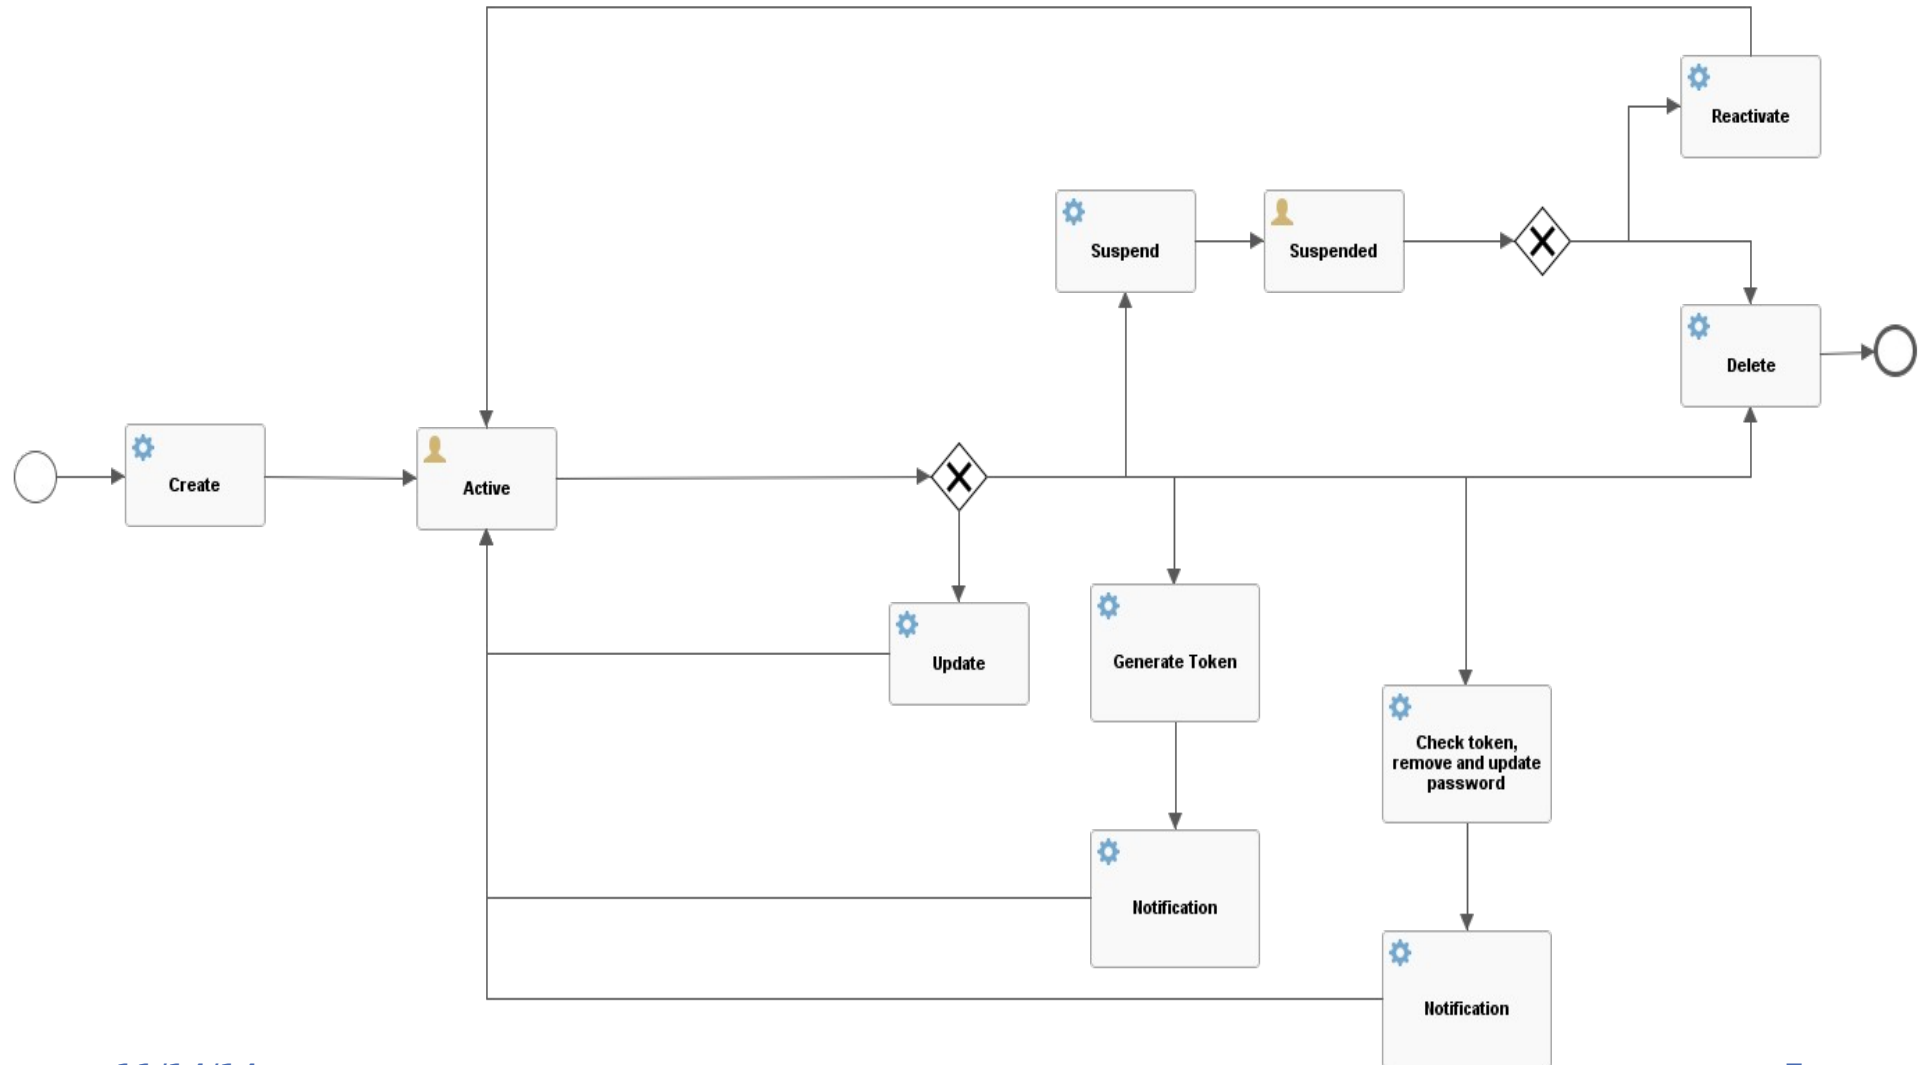 Reactivate
Suspend
Suspended
Delete
Create
Active
Update
Generate Token
Check token,
remove and update
password
Notification
Notification